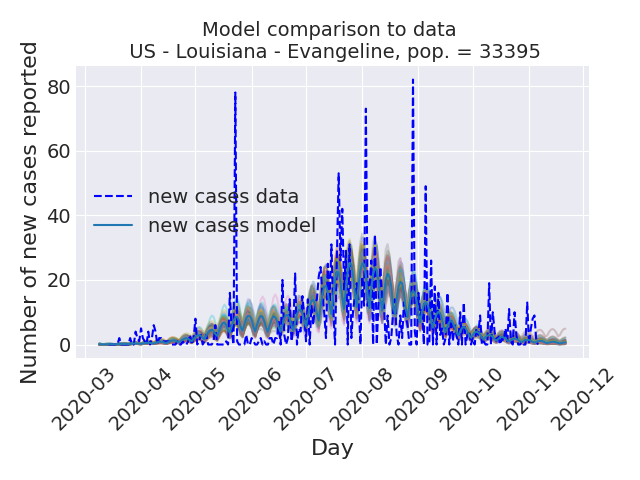 Model comparison to data
US - Louisiana - Evangeline, pop. = 33395
Number of new cases reported
80
60
40
20
0
new cases data
new cases model
2020-03
2020-04
2020-05
2020-06
2020-07
2020-08
2020-09
2020-10
2020-11
2020-12
Day